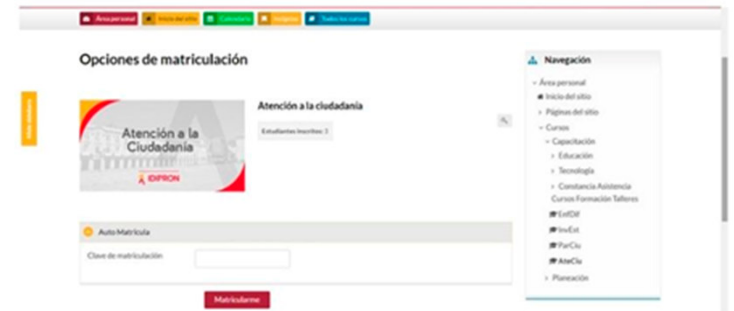 Área personal Inicio del sitio Calendario Insignias Todos los cursos
Opciones de matriculación
Atención a la ciudadanía
Estudiantes inscritos: 1
Atención a la
Ciudadanía
IDIPRON
Auto Matrícula
Clave de matriculación
Matricularme
Navegación
Área personal
Inicio del sitio
Páginas del sitio
Cursos
Capacitación
Educación
Tecnología
Constancia Asistencia
Cursos Formación Talleres
EnfDif
InvEst
ParCiu
AteCiu
Planeación